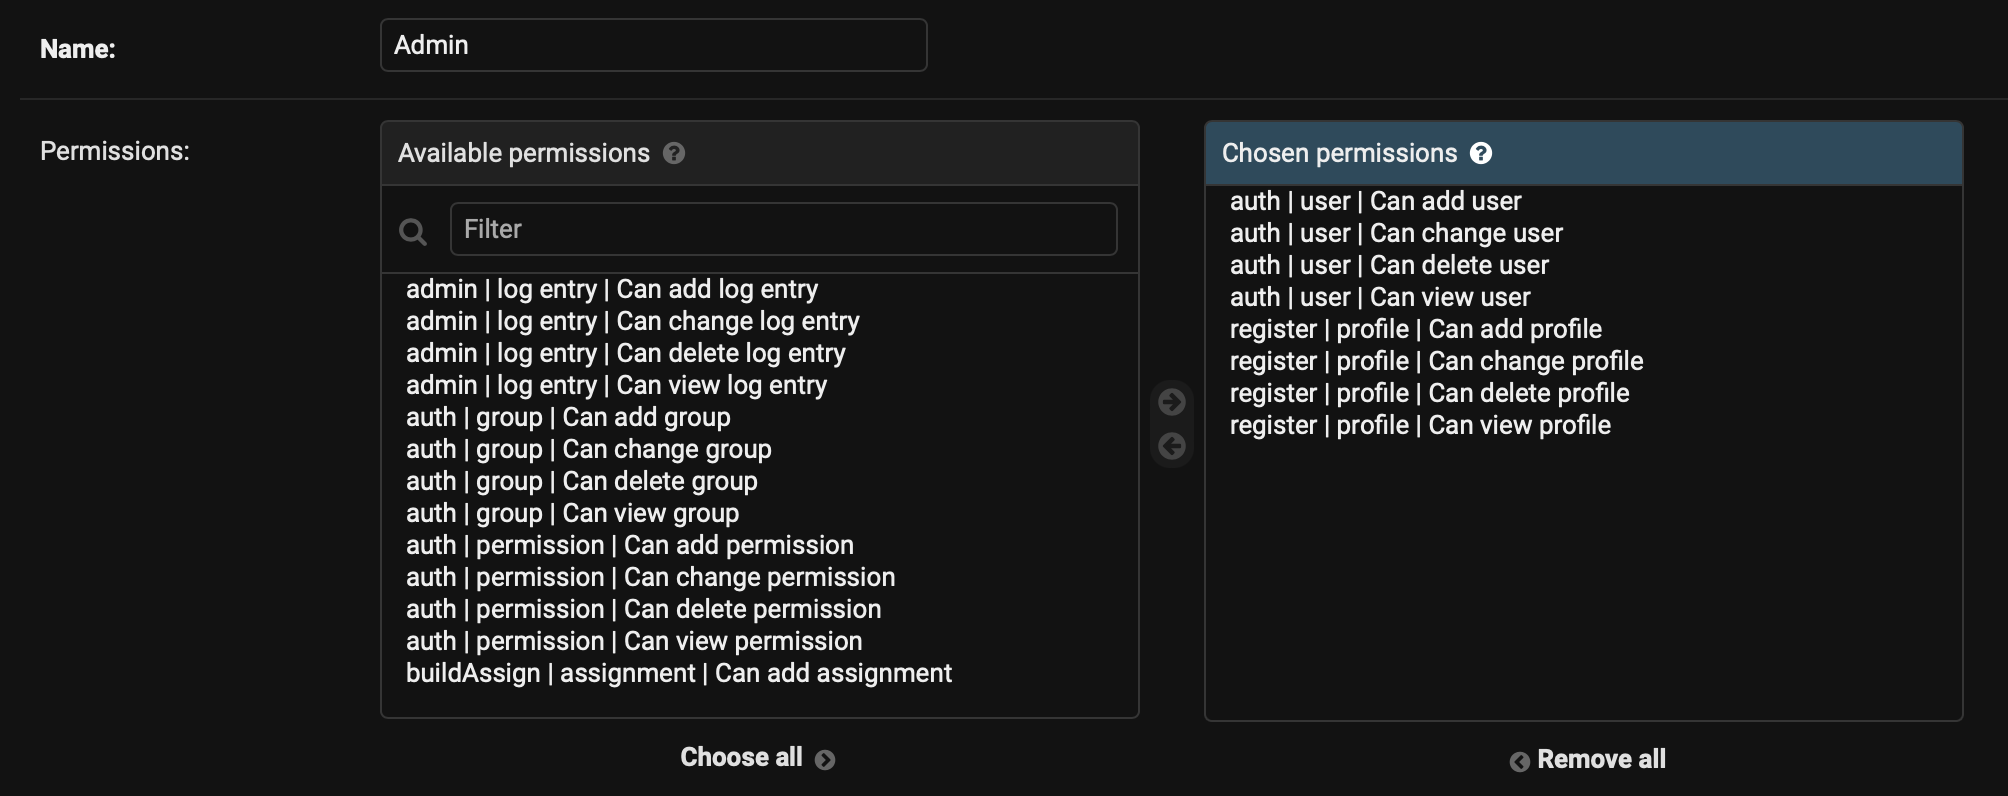 Name:
Admin
Permissions:
Available permissions ?
Filter
admin | log entry | Can add log entry
admin | log entry | Can change log entry
admin | log entry | Can delete log entry
admin | log entry | Can view log entry
auth | group | Can add group
auth | group | Can change group
auth | group | Can delete group
auth | group | Can view group
auth | permission | Can add permission
auth | permission | Can change permission
auth | permission | Can delete permission
auth | permission | Can view permission
buildAssign | assignment | Can add assignment
Choose all
Chosen permissions ?
auth | user | Can add user
auth | user | Can change user
auth | user | Can delete user
auth | user | Can view user
register | profile | Can add profile
register | profile | Can change profile
register | profile | Can delete profile
register | profile | Can view profile
Remove all